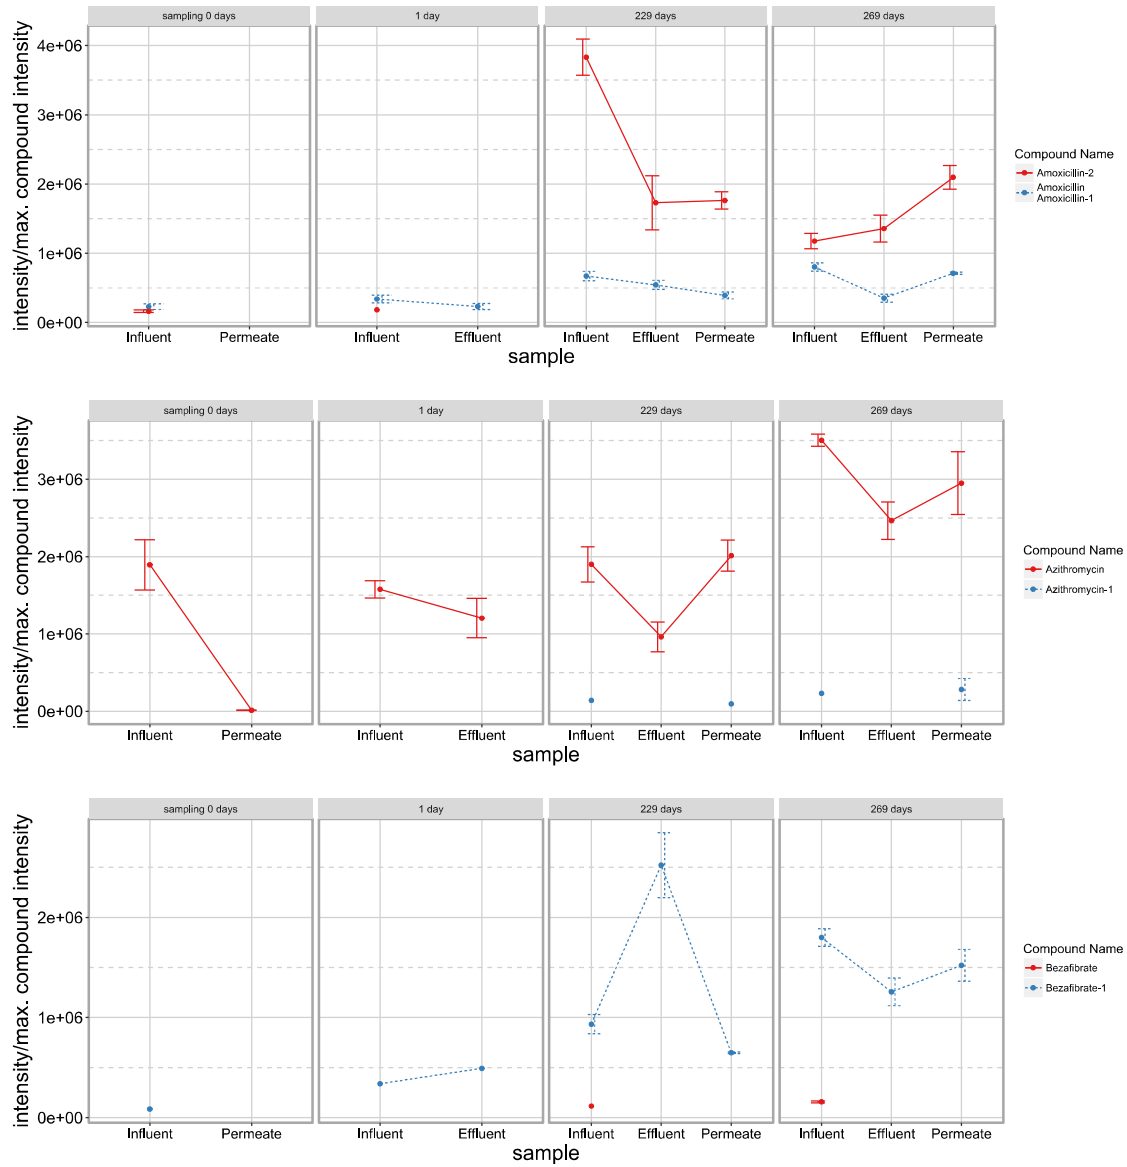 sampling 0 days 1 day 229 days 269 days
intensity/max. compound intensity
4e+06
3e+06
2e+06
1e+06
0e+00
Influent Permeate Influent Effluent Influent Effluent Permeate Influent Effluent Permeate
sample
Compound Name
Amoxicillin-2
Amoxicillin
Amoxicillin-1
sampling 0 days 1 day 229 days 269 days
intensity/max. compound intensity
3e+06
2e+06
1e+06
0e+00
Influent Permeate Influent Effluent Influent Effluent Permeate Influent Effluent Permeate
sample
Compound Name
Azithromycin
Azithromycin-1
sampling 0 days 1 day 229 days 269 days
intensity/max. compound intensity
2e+06
1e+06
0e+00
Influent Permeate Influent Effluent Influent Effluent Permeate Influent Effluent Permeate
sample
Compound Name
Bezafibrate
Bezafibrate-1